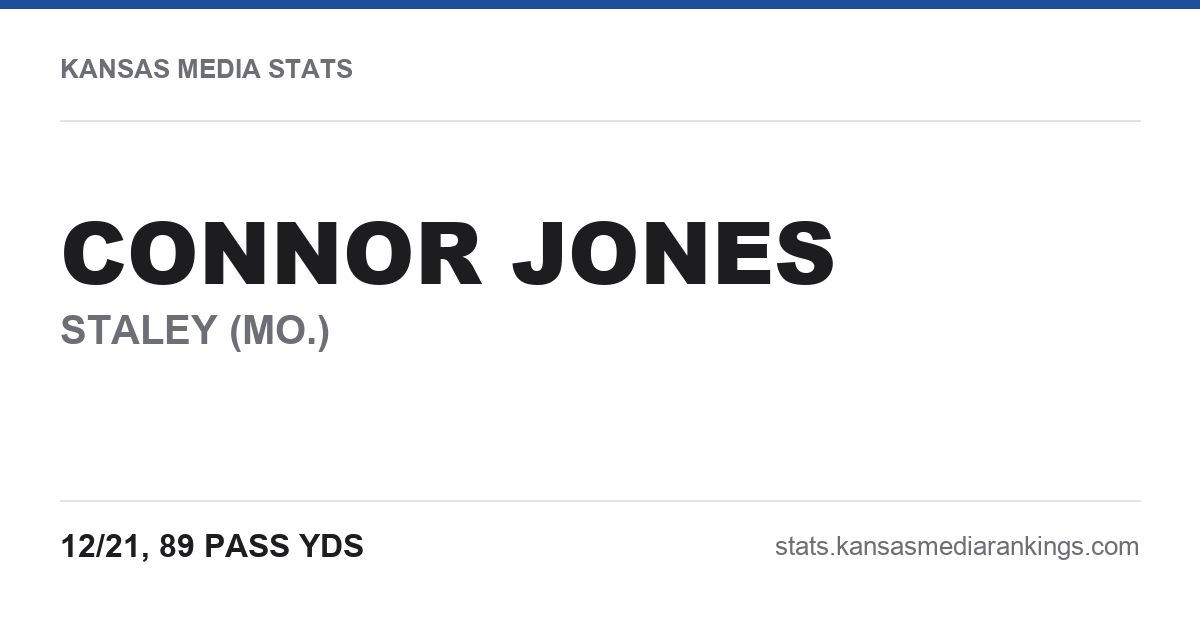 KANSAS MEDIA STATS
CONNOR JONES
STALEY (MO.)
12/21, 89 PASS YDS
stats.kansasmediarankings.com